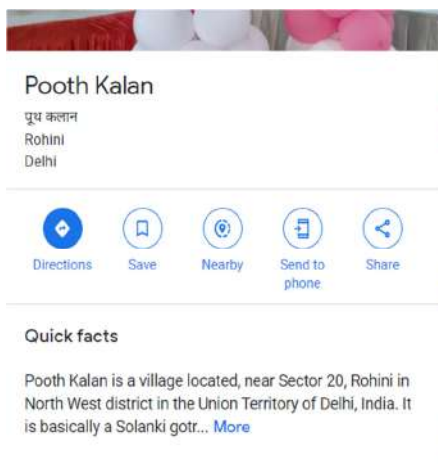 Pooth Kalan
पूथ कलान
Rohini
Delhi
Directions
Save
Nearby
Send to
phone
Share
Quick facts
Pooth Kalan is a village located, near Sector 20, Rohini in
North West district in the Union Territory of Delhi, India. It
is basically a Solanki gotr... More